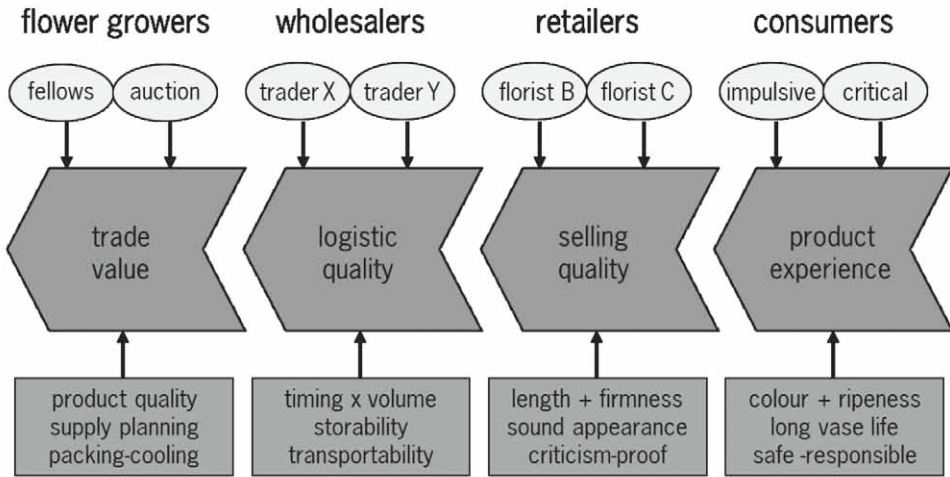 flower growers
wholesalers
retailers
consumers
fellows
auction
trader X
trader Y
florist B
florist C
impulsive
critical
trade
value
logistic
quality
selling
quality
product
experience
product quality
supply planning
packing-cooling
timing x volume
storability
transportability
length + firmness
sound appearance
criticism-proof
colour + ripeness
long vase life
safe -responsible